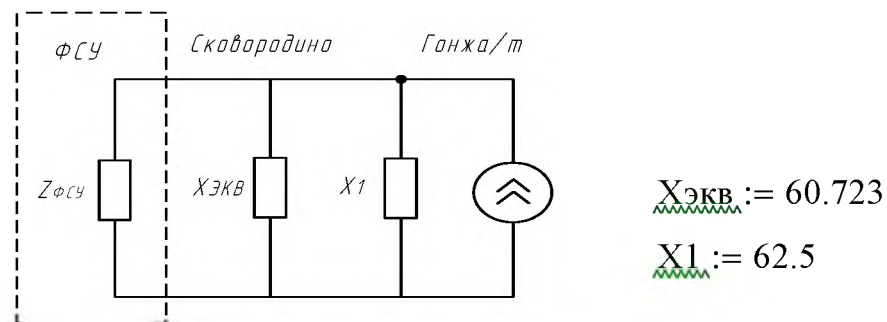 ФСУ Сковородино Гонжа/т
ZФСУ ХЭКВ Х1
Хэкв := 60.723
Х1 := 62.5